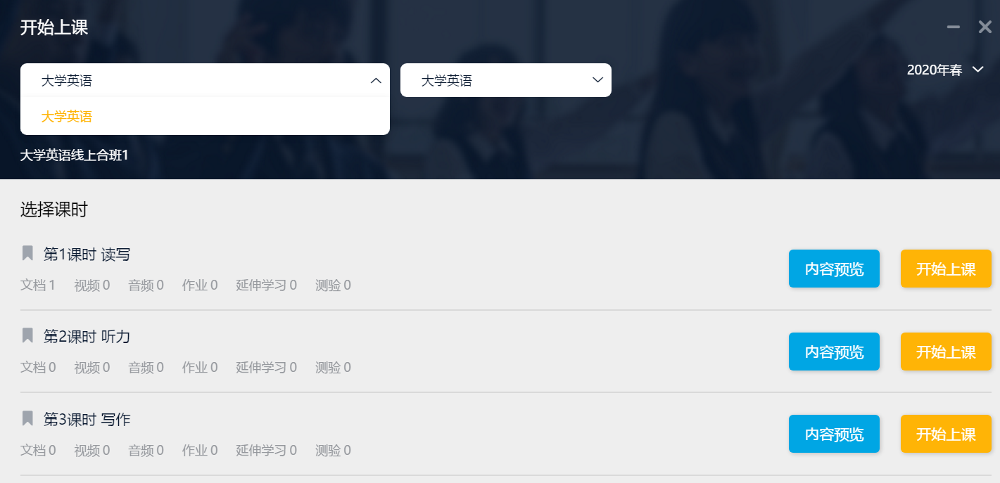 开始上课
大学英语 大学英语 2020年春
大学英语
大学英语线上合班1
选择课时
第1课时 读写
文档 1 视频 0 音频 0 作业 0 延伸学习 0 测验 0
内容预览 开始上课
第2课时 听力
文档 0 视频 0 音频 0 作业 0 延伸学习 0 测验 0
内容预览 开始上课
第3课时 写作
文档 0 视频 0 音频 0 作业 0 延伸学习 0 测验 0
内容预览 开始上课